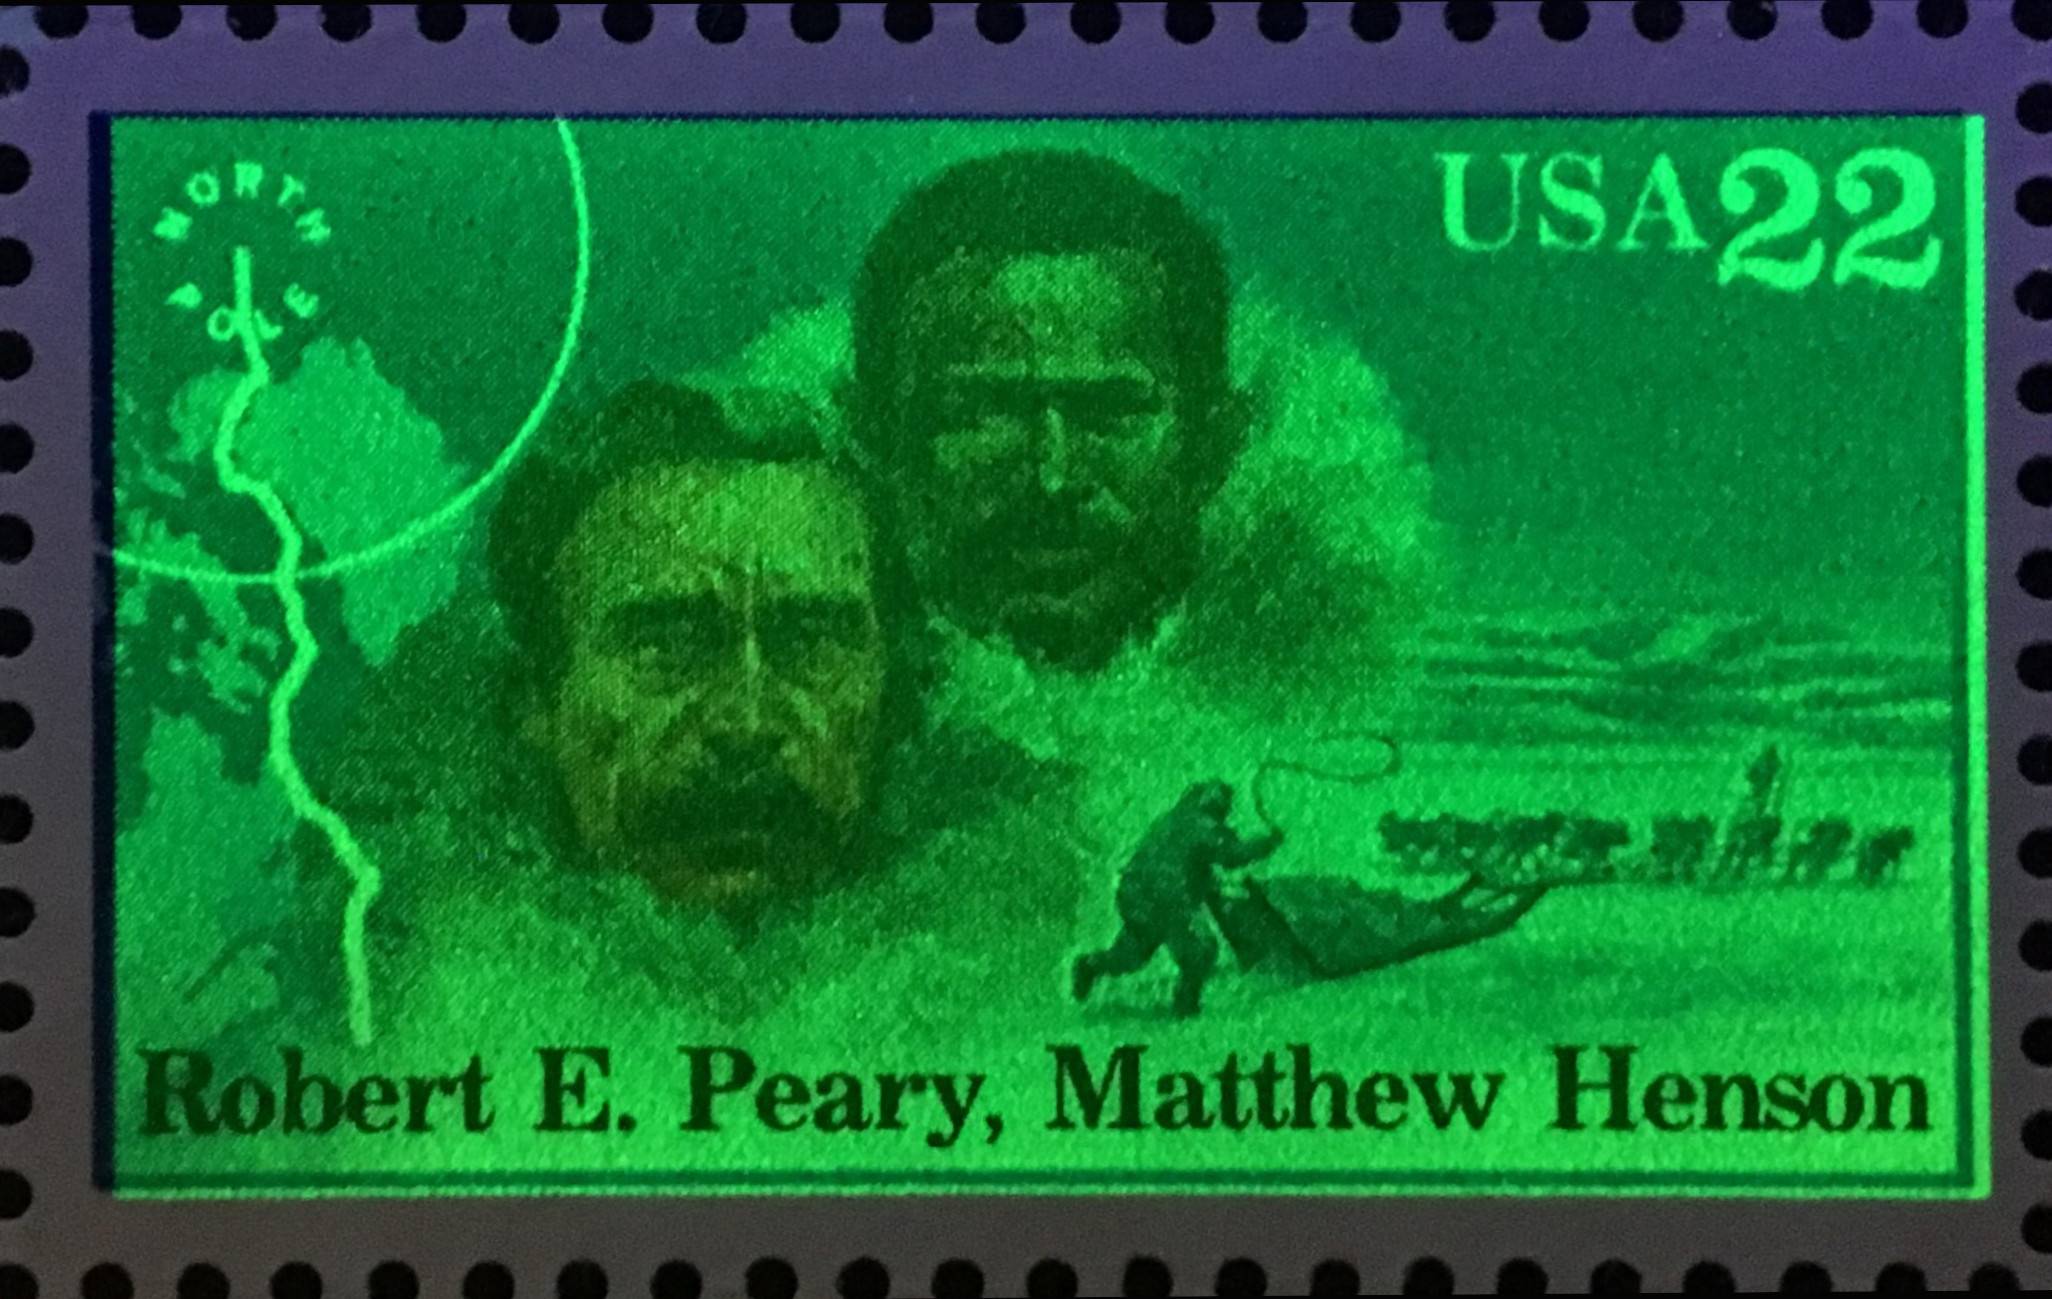 NORTH
POLE
USA22
Robert E. Peary, Matthew Henson